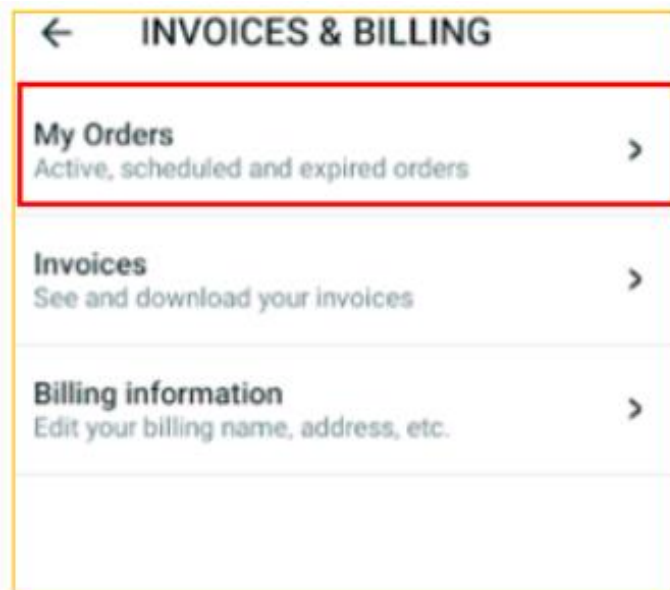 INVOICES & BILLING
My Orders
Active, scheduled and expired orders
Invoices
See and download your invoices
Billing information
Edit your billing name, address, etc.